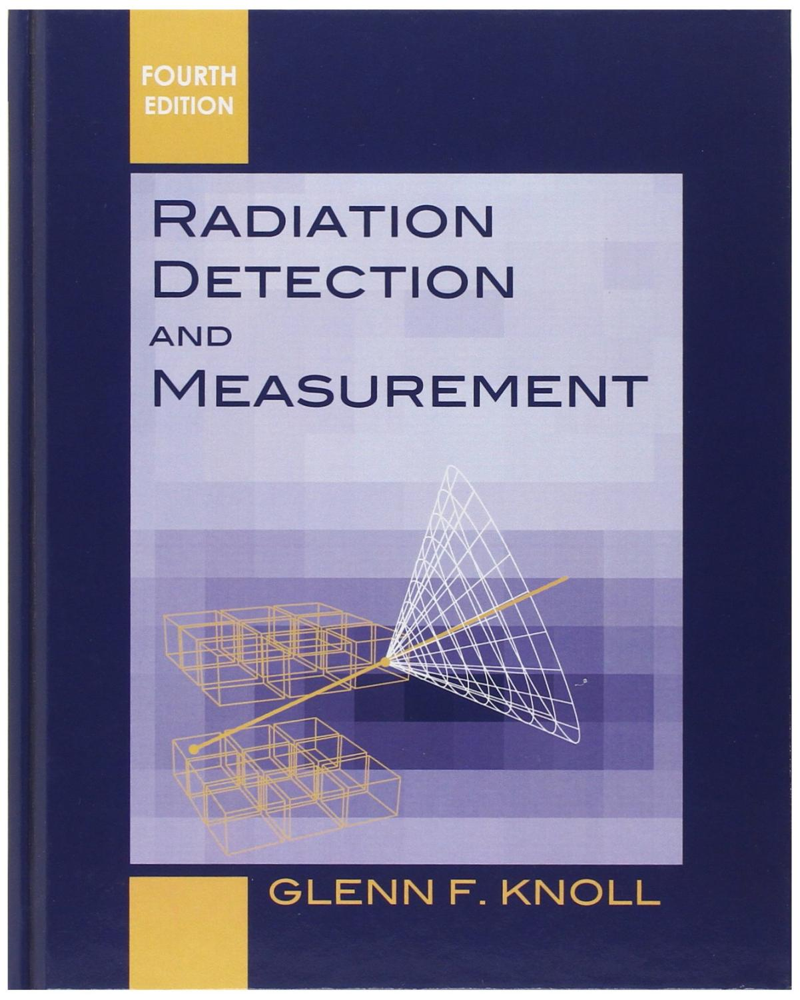 FOURTH
EDITION
RADIATION
DETECTION
AND
MEASUREMENT
GLENN F. KNOLL